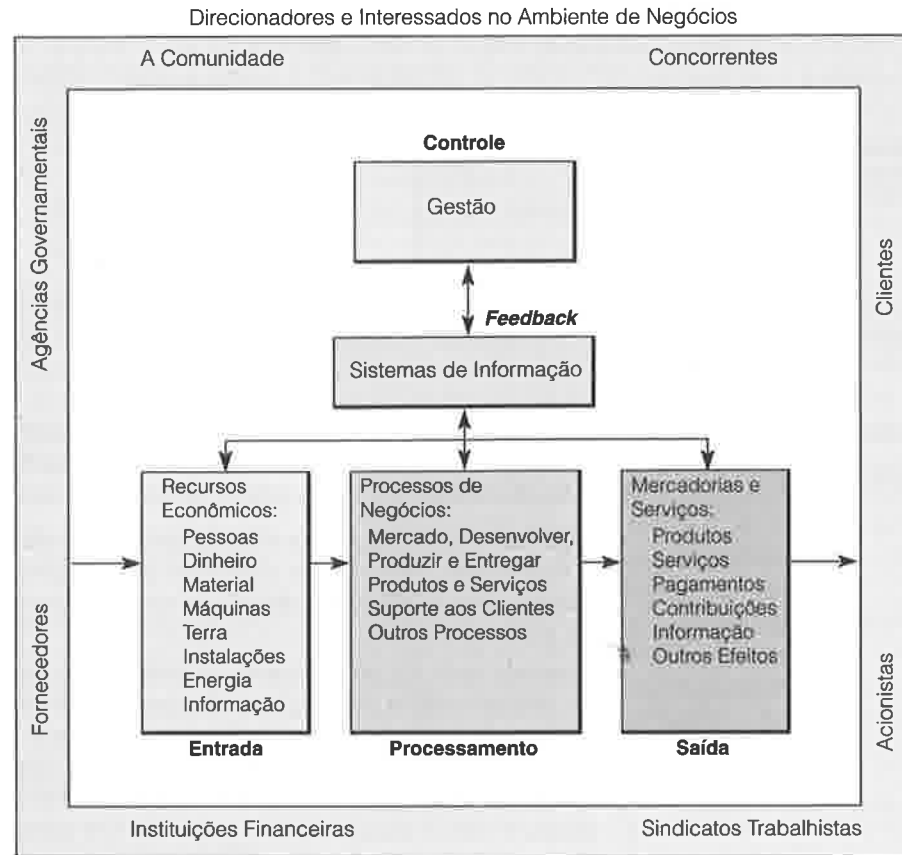 Direcionadores e Interessados no Ambiente de Negócios
A Comunidade
Concorrentes
Agências Governamentais
Clientes
Controle
Gestão
Feedback
Sistemas de Informação
Recursos
Econômicos:
Pessoas
Dinheiro
Material
Máquinas
Terra
Instalações
Energia
Informação
Entrada
Processos de
Negócios:
Mercado, Desenvolver,
Produzir e Entregar
Produtos e Serviços
Suporte aos Clientes
Outros Processos
Processamento
Mercadorias e
Serviços:
Produtos
Serviços
Pagamentos
Contribuições
Informação
Outros Efeitos
Saída
Fornecedores
Acionistas
Instituições Financeiras
Sindicatos Trabalhistas